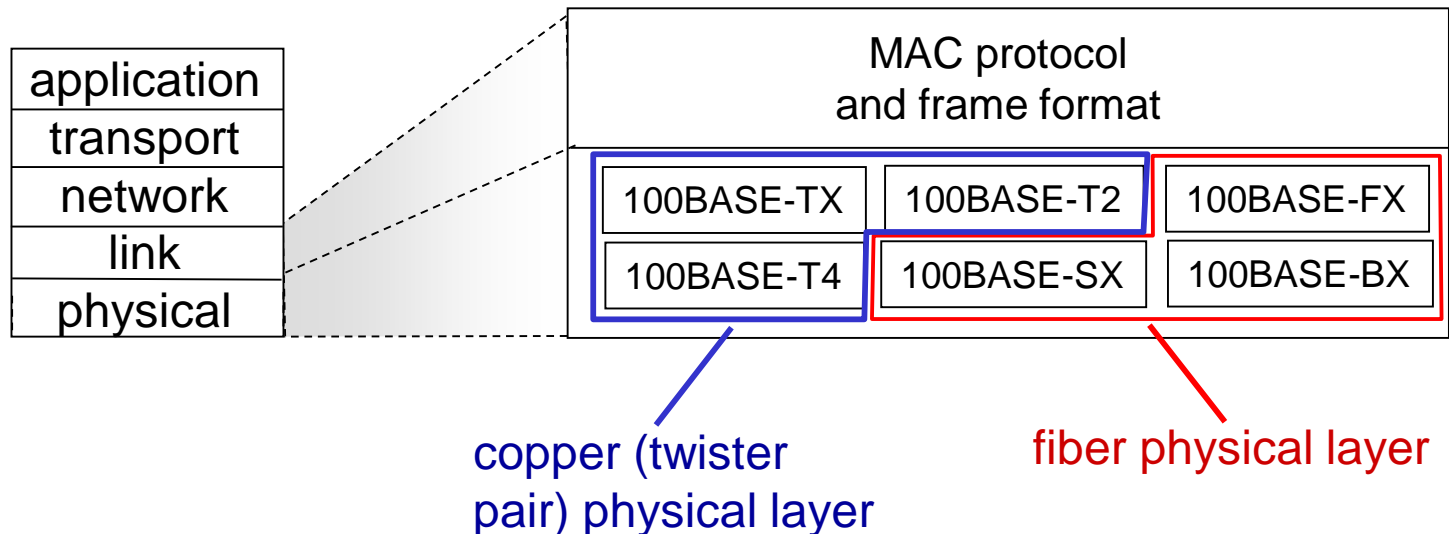 application
transport
network
link
physical
MAC protocol
and frame format
100BASE-TX
100BASE-T2
100BASE-FX
100BASE-T4
100BASE-SX
100BASE-BX
copper (twister
pair) physical layer
fiber physical layer